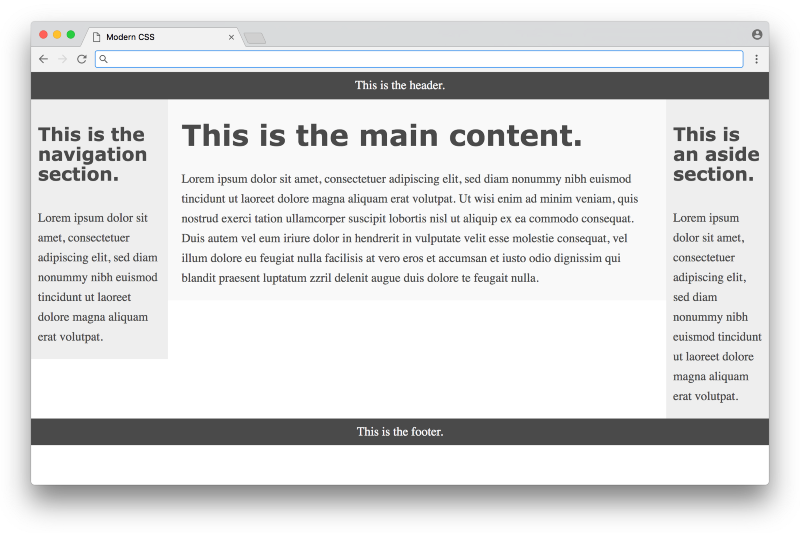 Modern CSS
This is the header.
This is the
navigation
section.
Lorem ipsum dolor sit
amet, consectetuer
adipiscing elit, sed diam
nonummy nibh euismod
tincidunt ut laoreet
dolore magna aliquam
erat volutpat.
This is the main content.
Lorem ipsum dolor sit amet, consectetuer adipiscing elit, sed diam nonummy nibh euismod
tincidunt ut laoreet dolore magna aliquam erat volutpat. Ut wisi enim ad minim veniam, quis
nostrud exerci tation ullamcorper suscipit lobortis nisl ut aliquip ex ea commodo consequat.
Duis autem vel eum iriure dolor in hendrerit in vulputate velit esse molestie consequat, vel
illum dolore eu feugiat nulla facilisis at vero eros et accumsan et iusto odio dignissim qui
blandit praesent luptatum zzril delenit augue duis dolore te feugait nulla.
This is
an aside
section.
Lorem ipsum
dolor sit amet,
consectetuer
adipiscing elit,
sed diam
nonummy nibh
euismod tincidunt
ut laoreet dolore
magna aliquam
erat volutpat.
This is the footer.